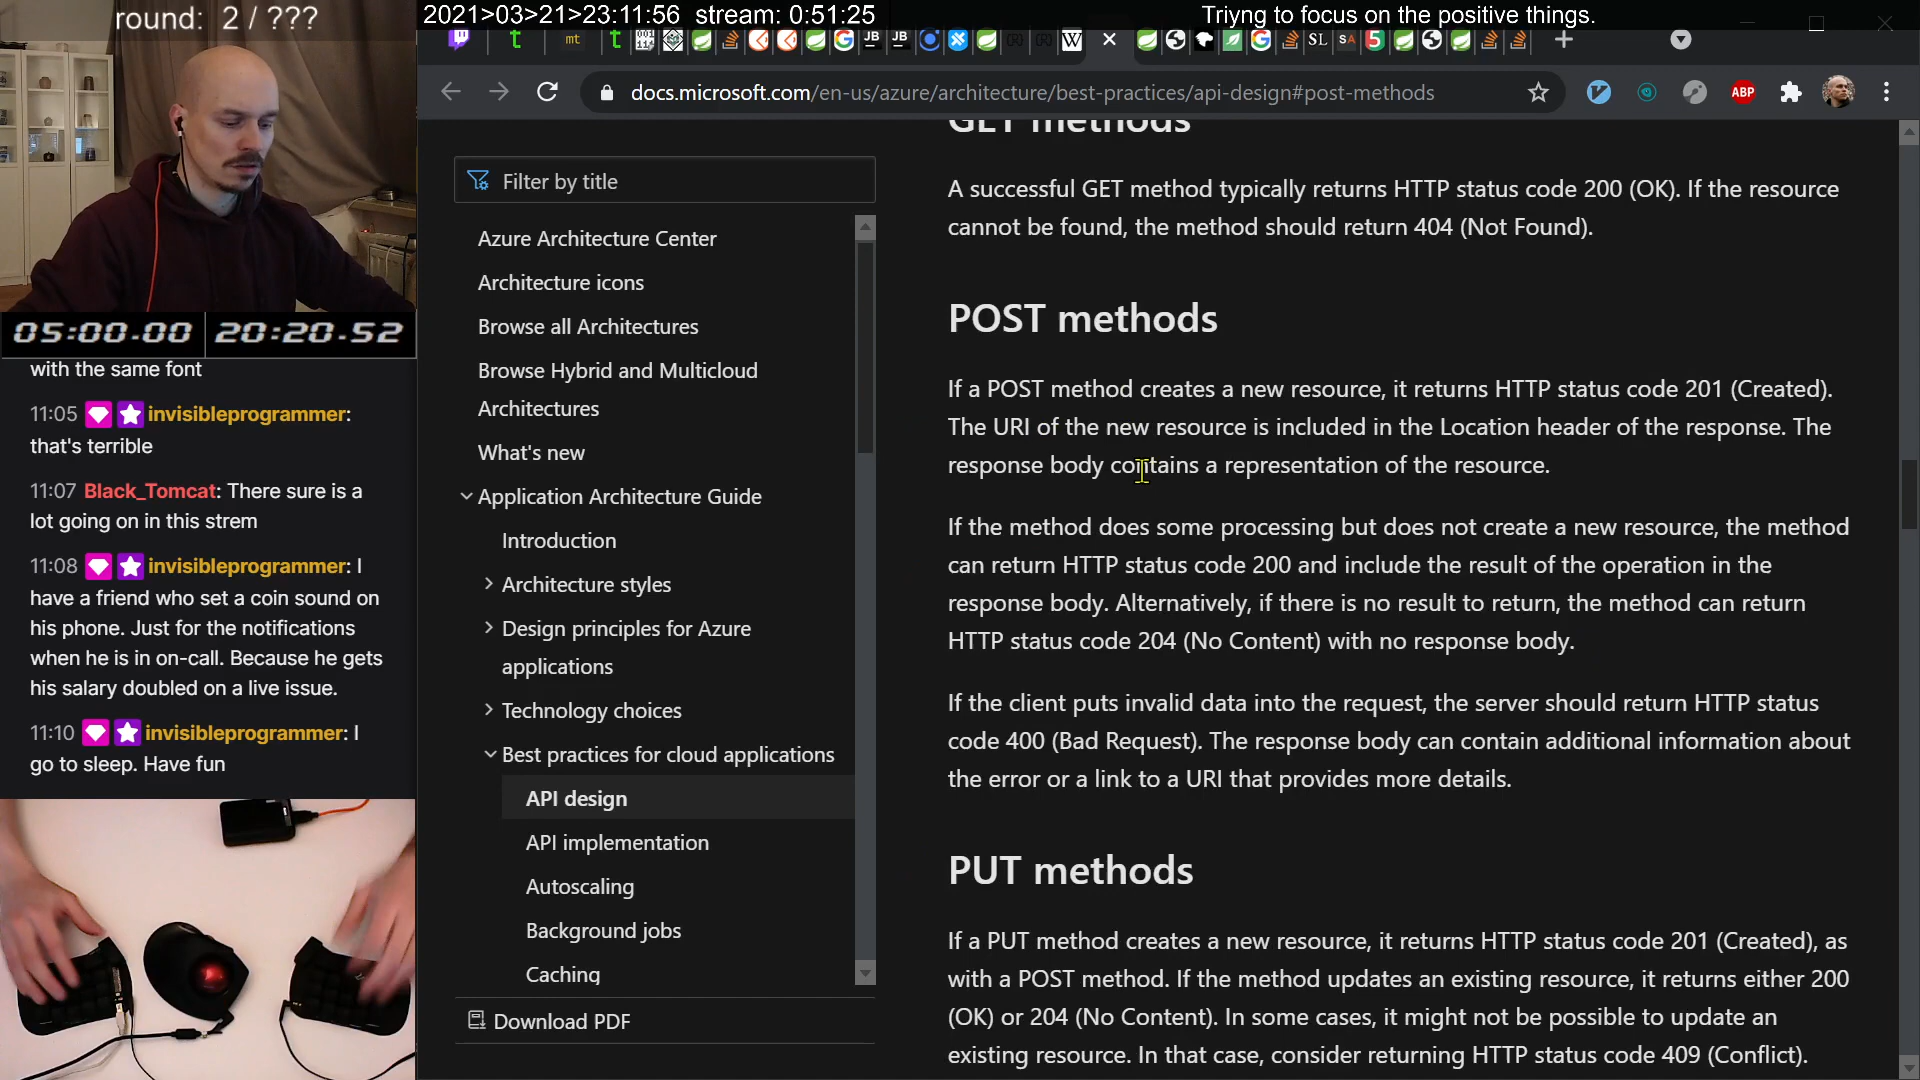 round: 2 / ???
2021>03>21>23:11:56 stream: 0:51:25
Triyng to focus on the positive things.
docs.microsoft.com/en-us/azure/architecture/best-practices/api-design#post-methods
ABP
05:00.00 20:20.52
with the same font
11:05 invisibleprogrammer:
that's terrible
11:07 Black_Tomcat: There sure is a
lot going on in this strem
11:08 invisibleprogrammer: I
have a friend who set a coin sound on
his phone. Just for the notifications
when he is in on-call. Because he gets
his salary doubled on a live issue.
11:10 invisibleprogrammer: I
go to sleep. Have fun
Filter by title
Azure Architecture Center
Architecture icons
Browse all Architectures
Browse Hybrid and Multicloud
Architectures
What's new
Application Architecture Guide
Introduction
Architecture styles
Design principles for Azure
applications
Technology choices
Best practices for cloud applications
API design
API implementation
Autoscaling
Background jobs
Caching
Download PDF
GET methods
A successful GET method typically returns HTTP status code 200 (OK). If the resource
cannot be found, the method should return 404 (Not Found).
POST methods
If a POST method creates a new resource, it returns HTTP status code 201 (Created).
The URI of the new resource is included in the Location header of the response. The
response body contains a representation of the resource.
If the method does some processing but does not create a new resource, the method
can return HTTP status code 200 and include the result of the operation in the
response body. Alternatively, if there is no result to return, the method can return
HTTP status code 204 (No Content) with no response body.
If the client puts invalid data into the request, the server should return HTTP status
code 400 (Bad Request). The response body can contain additional information about
the error or a link to a URI that provides more details.
PUT methods
If a PUT method creates a new resource, it returns HTTP status code 201 (Created), as
with a POST method. If the method updates an existing resource, it returns either 200
(OK) or 204 (No Content). In some cases, it might not be possible to update an
existing resource. In that case, consider returning HTTP status code 409 (Conflict).